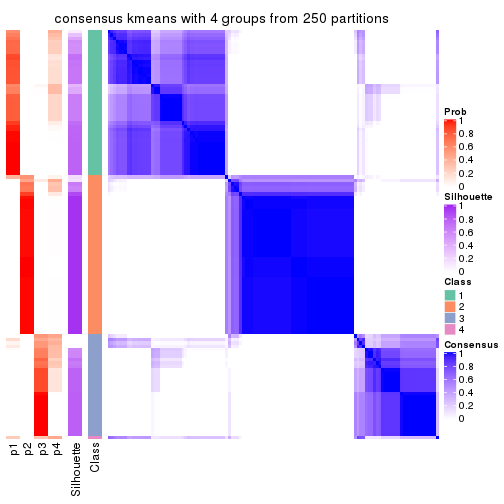 consensus kmeans with 4 groups from 250 partitions
Prob
1
0.8
0.6
0.4
0.2
0
Silhouette
1
0.8
0.6
0.4
0.2
0
Class
1
2
3
4
Consensus
1
0.8
0.6
0.4
0.2
0
p1
p2
p3
p4
Silhouette
Class